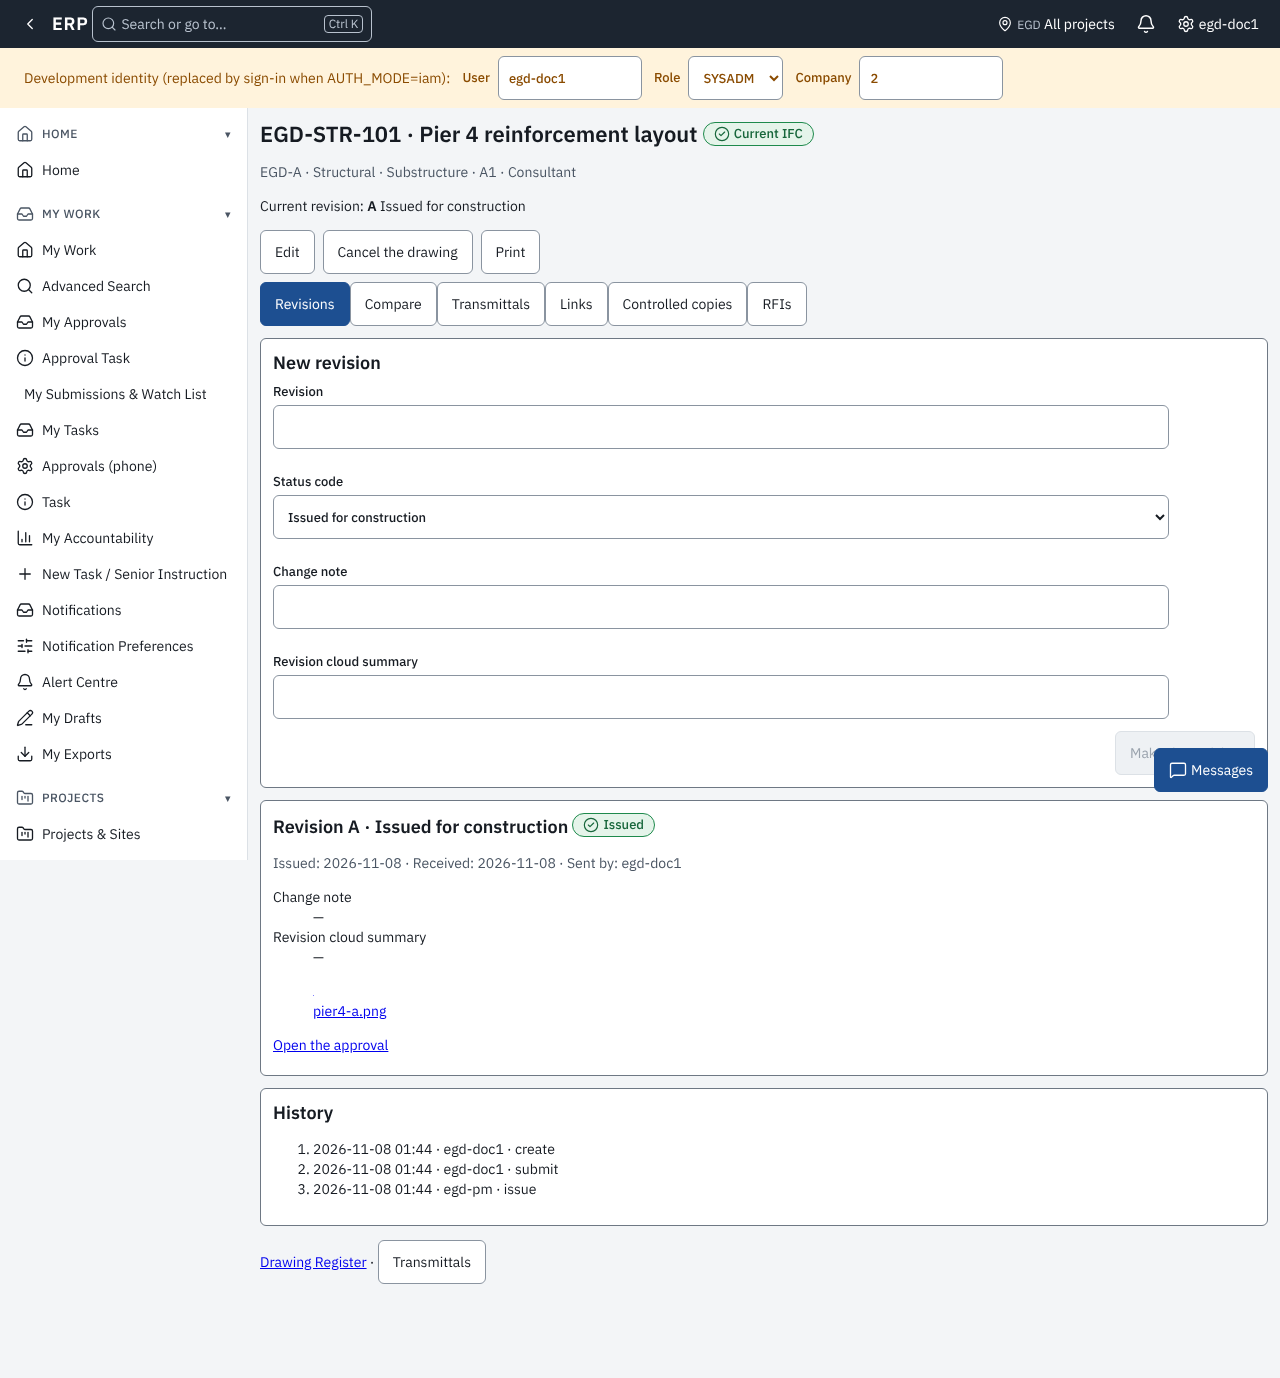 ERP
Search or go to...
Ctrl K
EGD All projects
egd-doc1
Development identity (replaced by sign-in when AUTH_MODE=iam):
User
egd-doc1
Role
SYSADM
Company
2
HOME
Home
MY WORK
My Work
Advanced Search
My Approvals
Approval Task
My Submissions & Watch List
My Tasks
Approvals (phone)
Task
My Accountability
New Task / Senior Instruction
Notifications
Notification Preferences
Alert Centre
My Drafts
My Exports
PROJECTS
Projects & Sites
EGD-STR-101 · Pier 4 reinforcement layout
Current IFC
EGD-A · Structural · Substructure · A1 · Consultant
Current revision: A Issued for construction
Edit
Cancel the drawing
Print
Revisions
Compare
Transmittals
Links
Controlled copies
RFIs
New revision
Revision
Status code
Issued for construction
Change note
Revision cloud summary
Messages
Revision A · Issued for construction
Issued
Issued: 2026-11-08 · Received: 2026-11-08 · Sent by: egd-doc1
Change note
—
Revision cloud summary
—
pier4-a.png
Open the approval
History
1. 2026-11-08 01:44 · egd-doc1 · create
2. 2026-11-08 01:44 · egd-doc1 · submit
3. 2026-11-08 01:44 · egd-pm · issue
Drawing Register ·
Transmittals